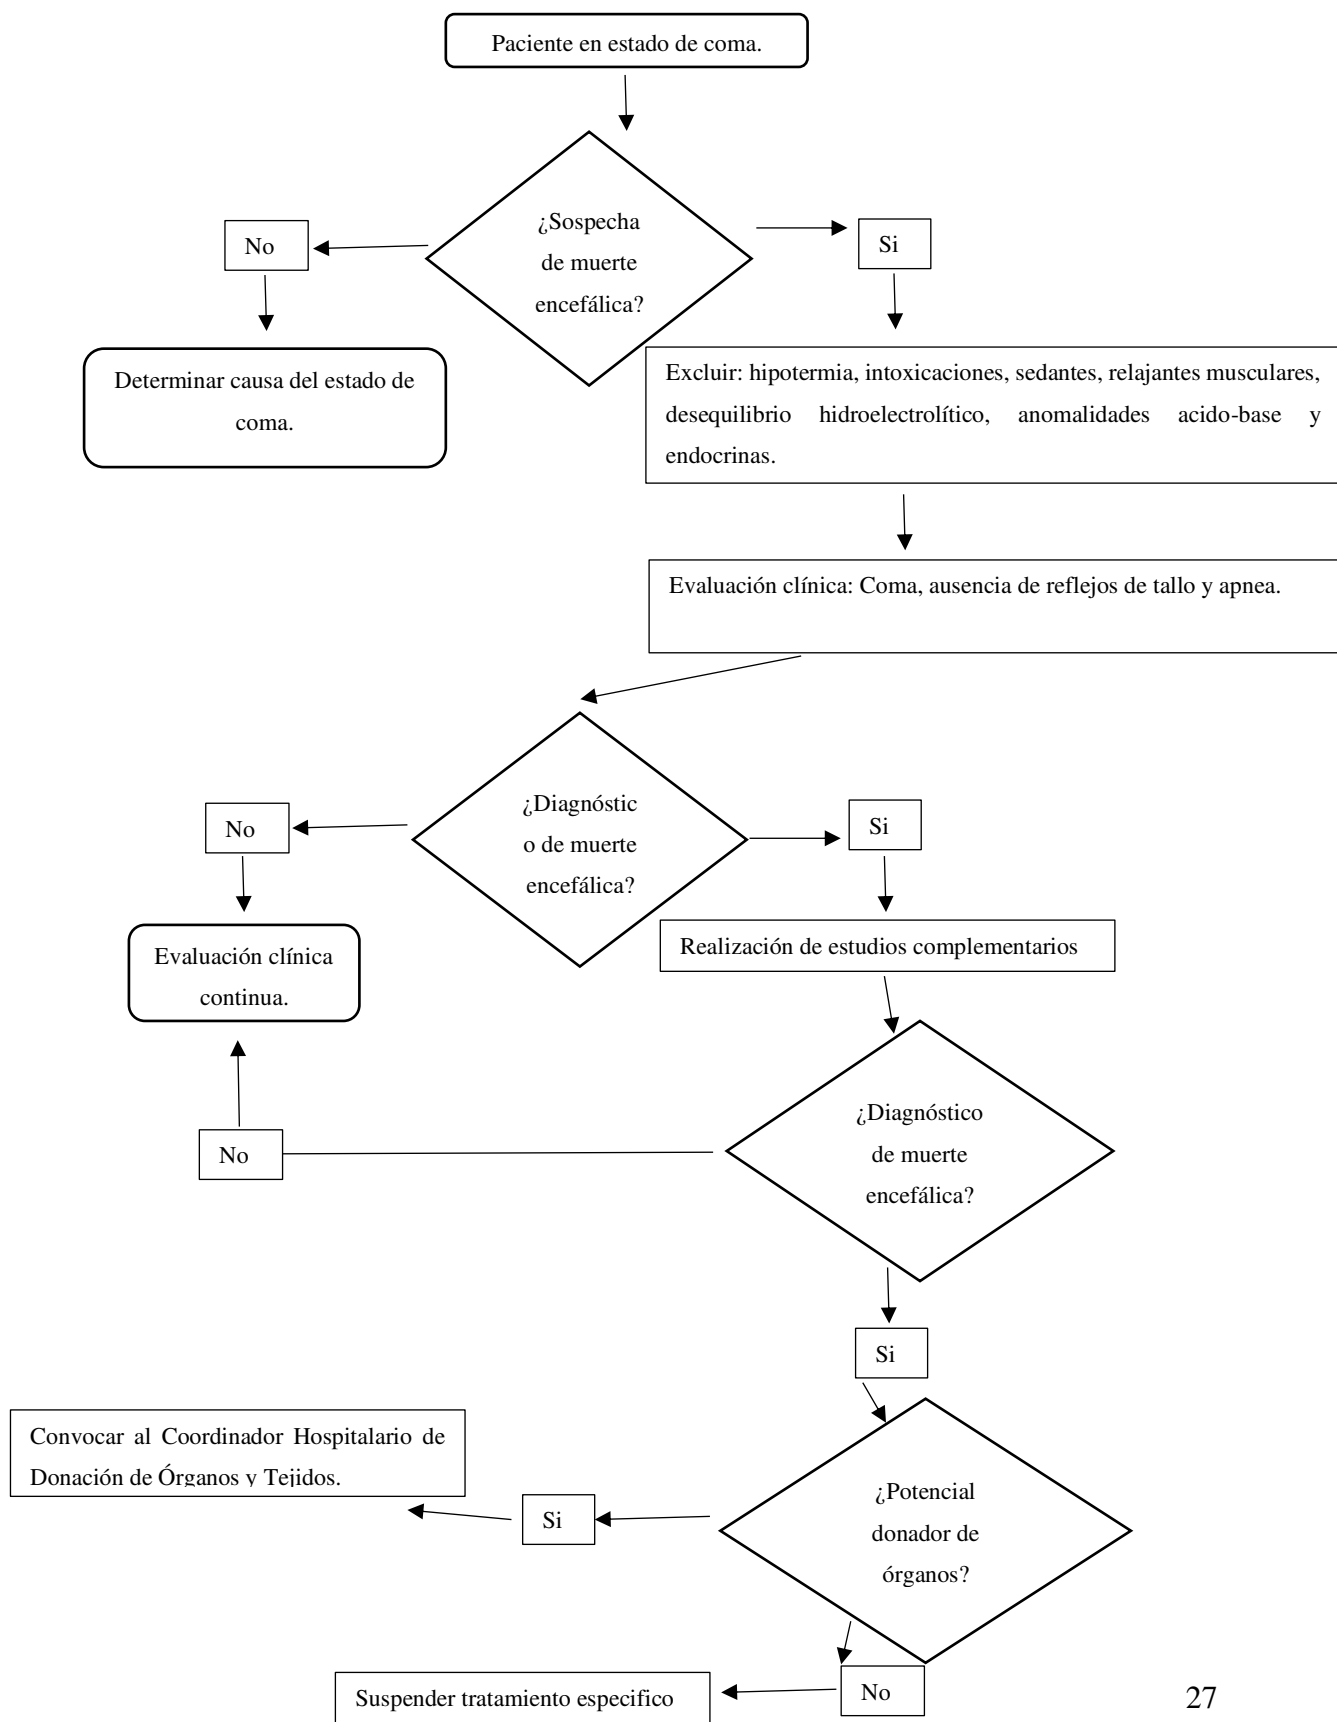 Paciente en estado de coma.
¿Sospecha
de muerte
encefálica?
No
Si
Determinar causa del estado de
coma.
Excluir: hipotermia, intoxicaciones, sedantes, relajantes musculares,
desequilibrio hidroelectrolítico, anomalidades acido-base y
endocrinas.
Evaluación clínica: Coma, ausencia de reflejos de tallo y apnea.
¿Diagnóstic
o de muerte
encefálica?
No
Si
Evaluación clínica
continua.
Realización de estudios complementarios
¿Diagnóstico
de muerte
encefálica?
No
Si
Convocar al Coordinador Hospitalario de
Donación de Órganos y Tejidos.
¿Potencial
donador de
órganos?
Si
No
Suspender tratamiento especifico
27